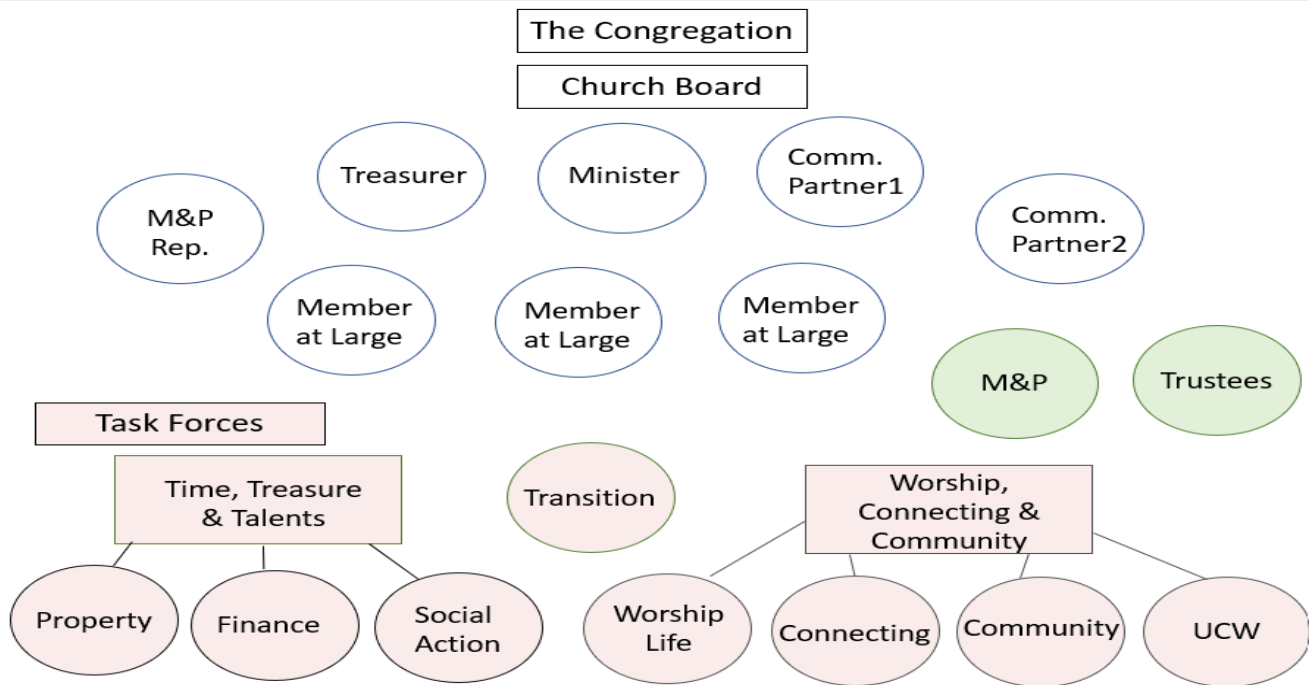 The Congregation
Church Board
Treasurer
Minister
Comm.
Partner1
M&P
Rep.
Comm.
Partner2
Member
at Large
Member
at Large
Member
at Large
M&P
Trustees
Task Forces
Time, Treasure
& Talents
Transition
Worship,
Connecting &
Community
Property
Finance
Social
Action
Worship
Life
Connecting
Community
UCW